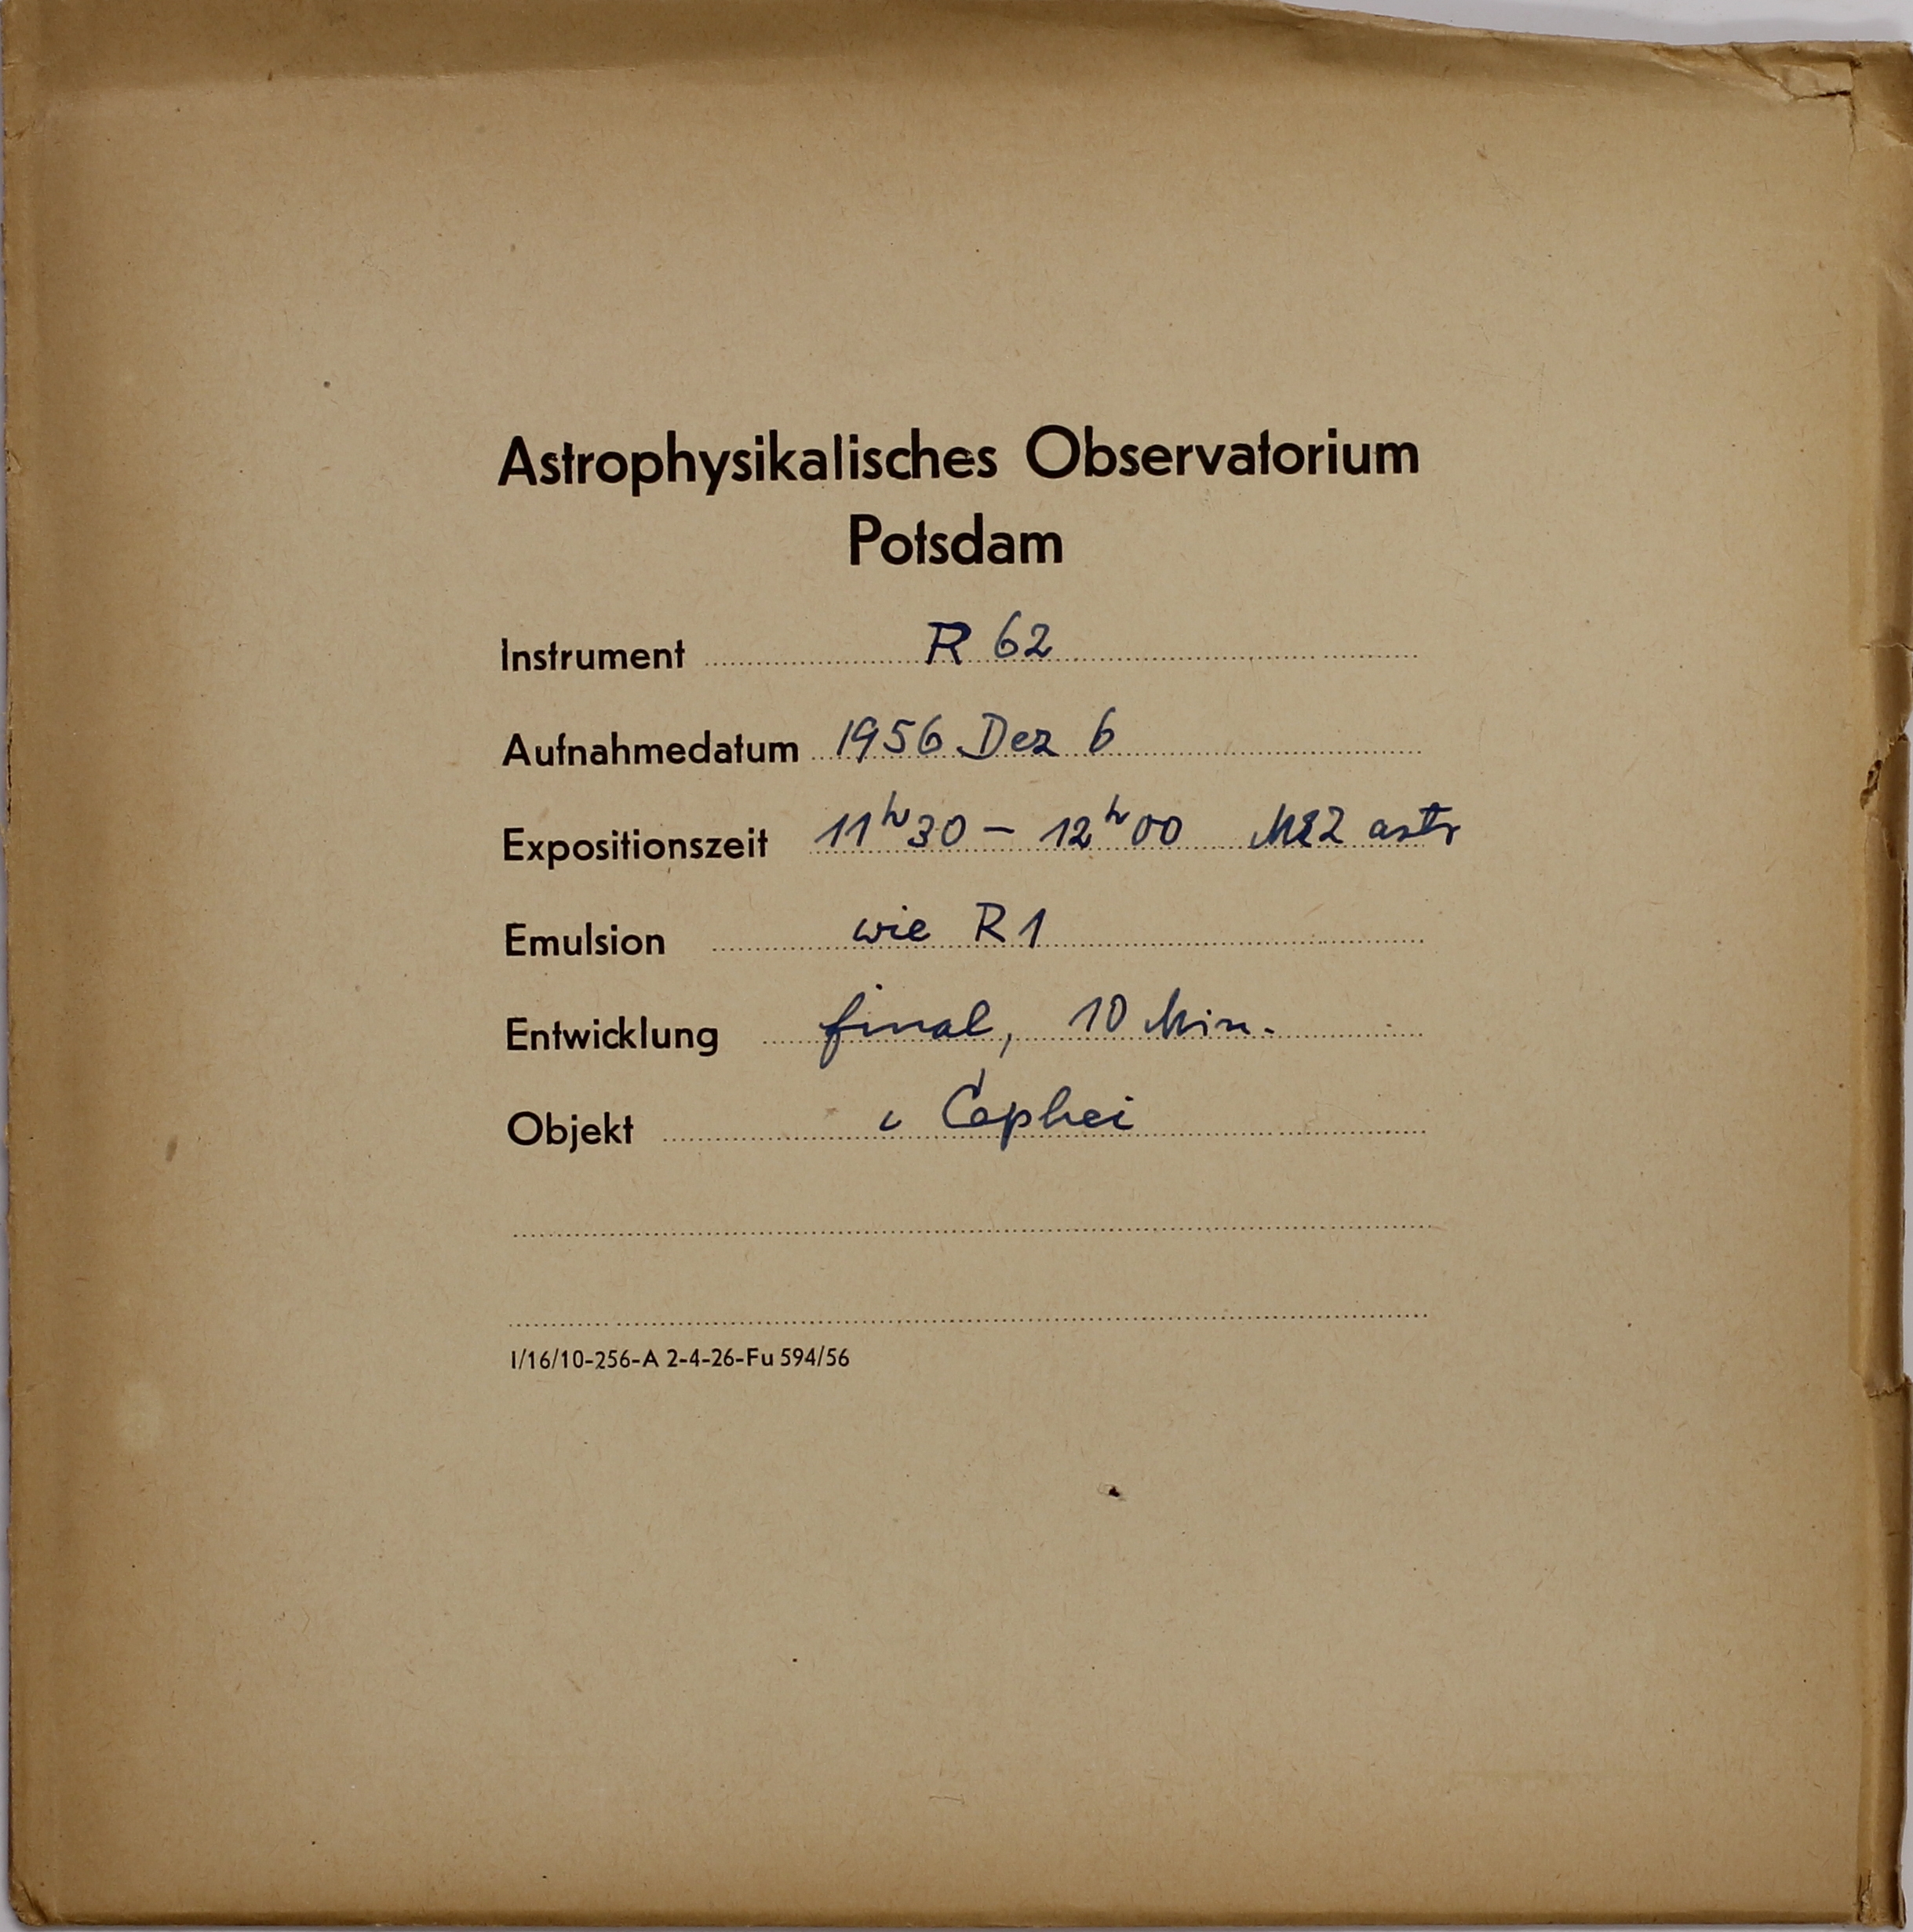 Astrophysikalisches Observatorium
Potsdam
Instrument R 62
Aufnahmedatum 1956 Dez 6
Expositionszeit 11ʰ30 – 12ʰ00 MEZ astr
Emulsion wie R1
Entwicklung final, 10 Min.
Objekt ι Cephei
I/16/10-256-A 2-4-26-Fu 594/56